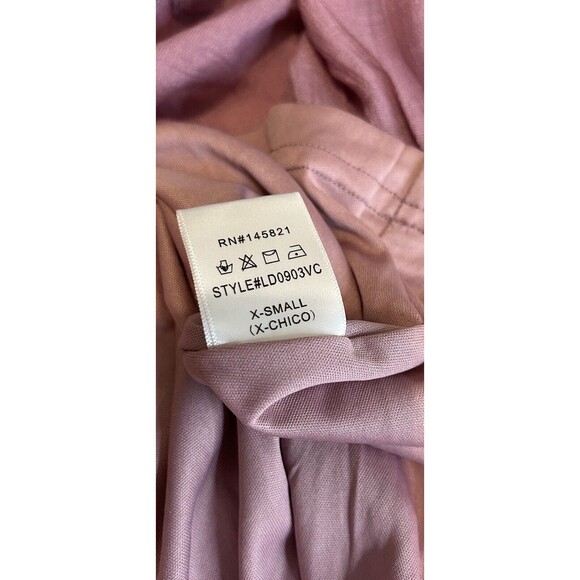 RN#145821
STYLE#LD0903VC
X-SMALL
(X-CHICO)